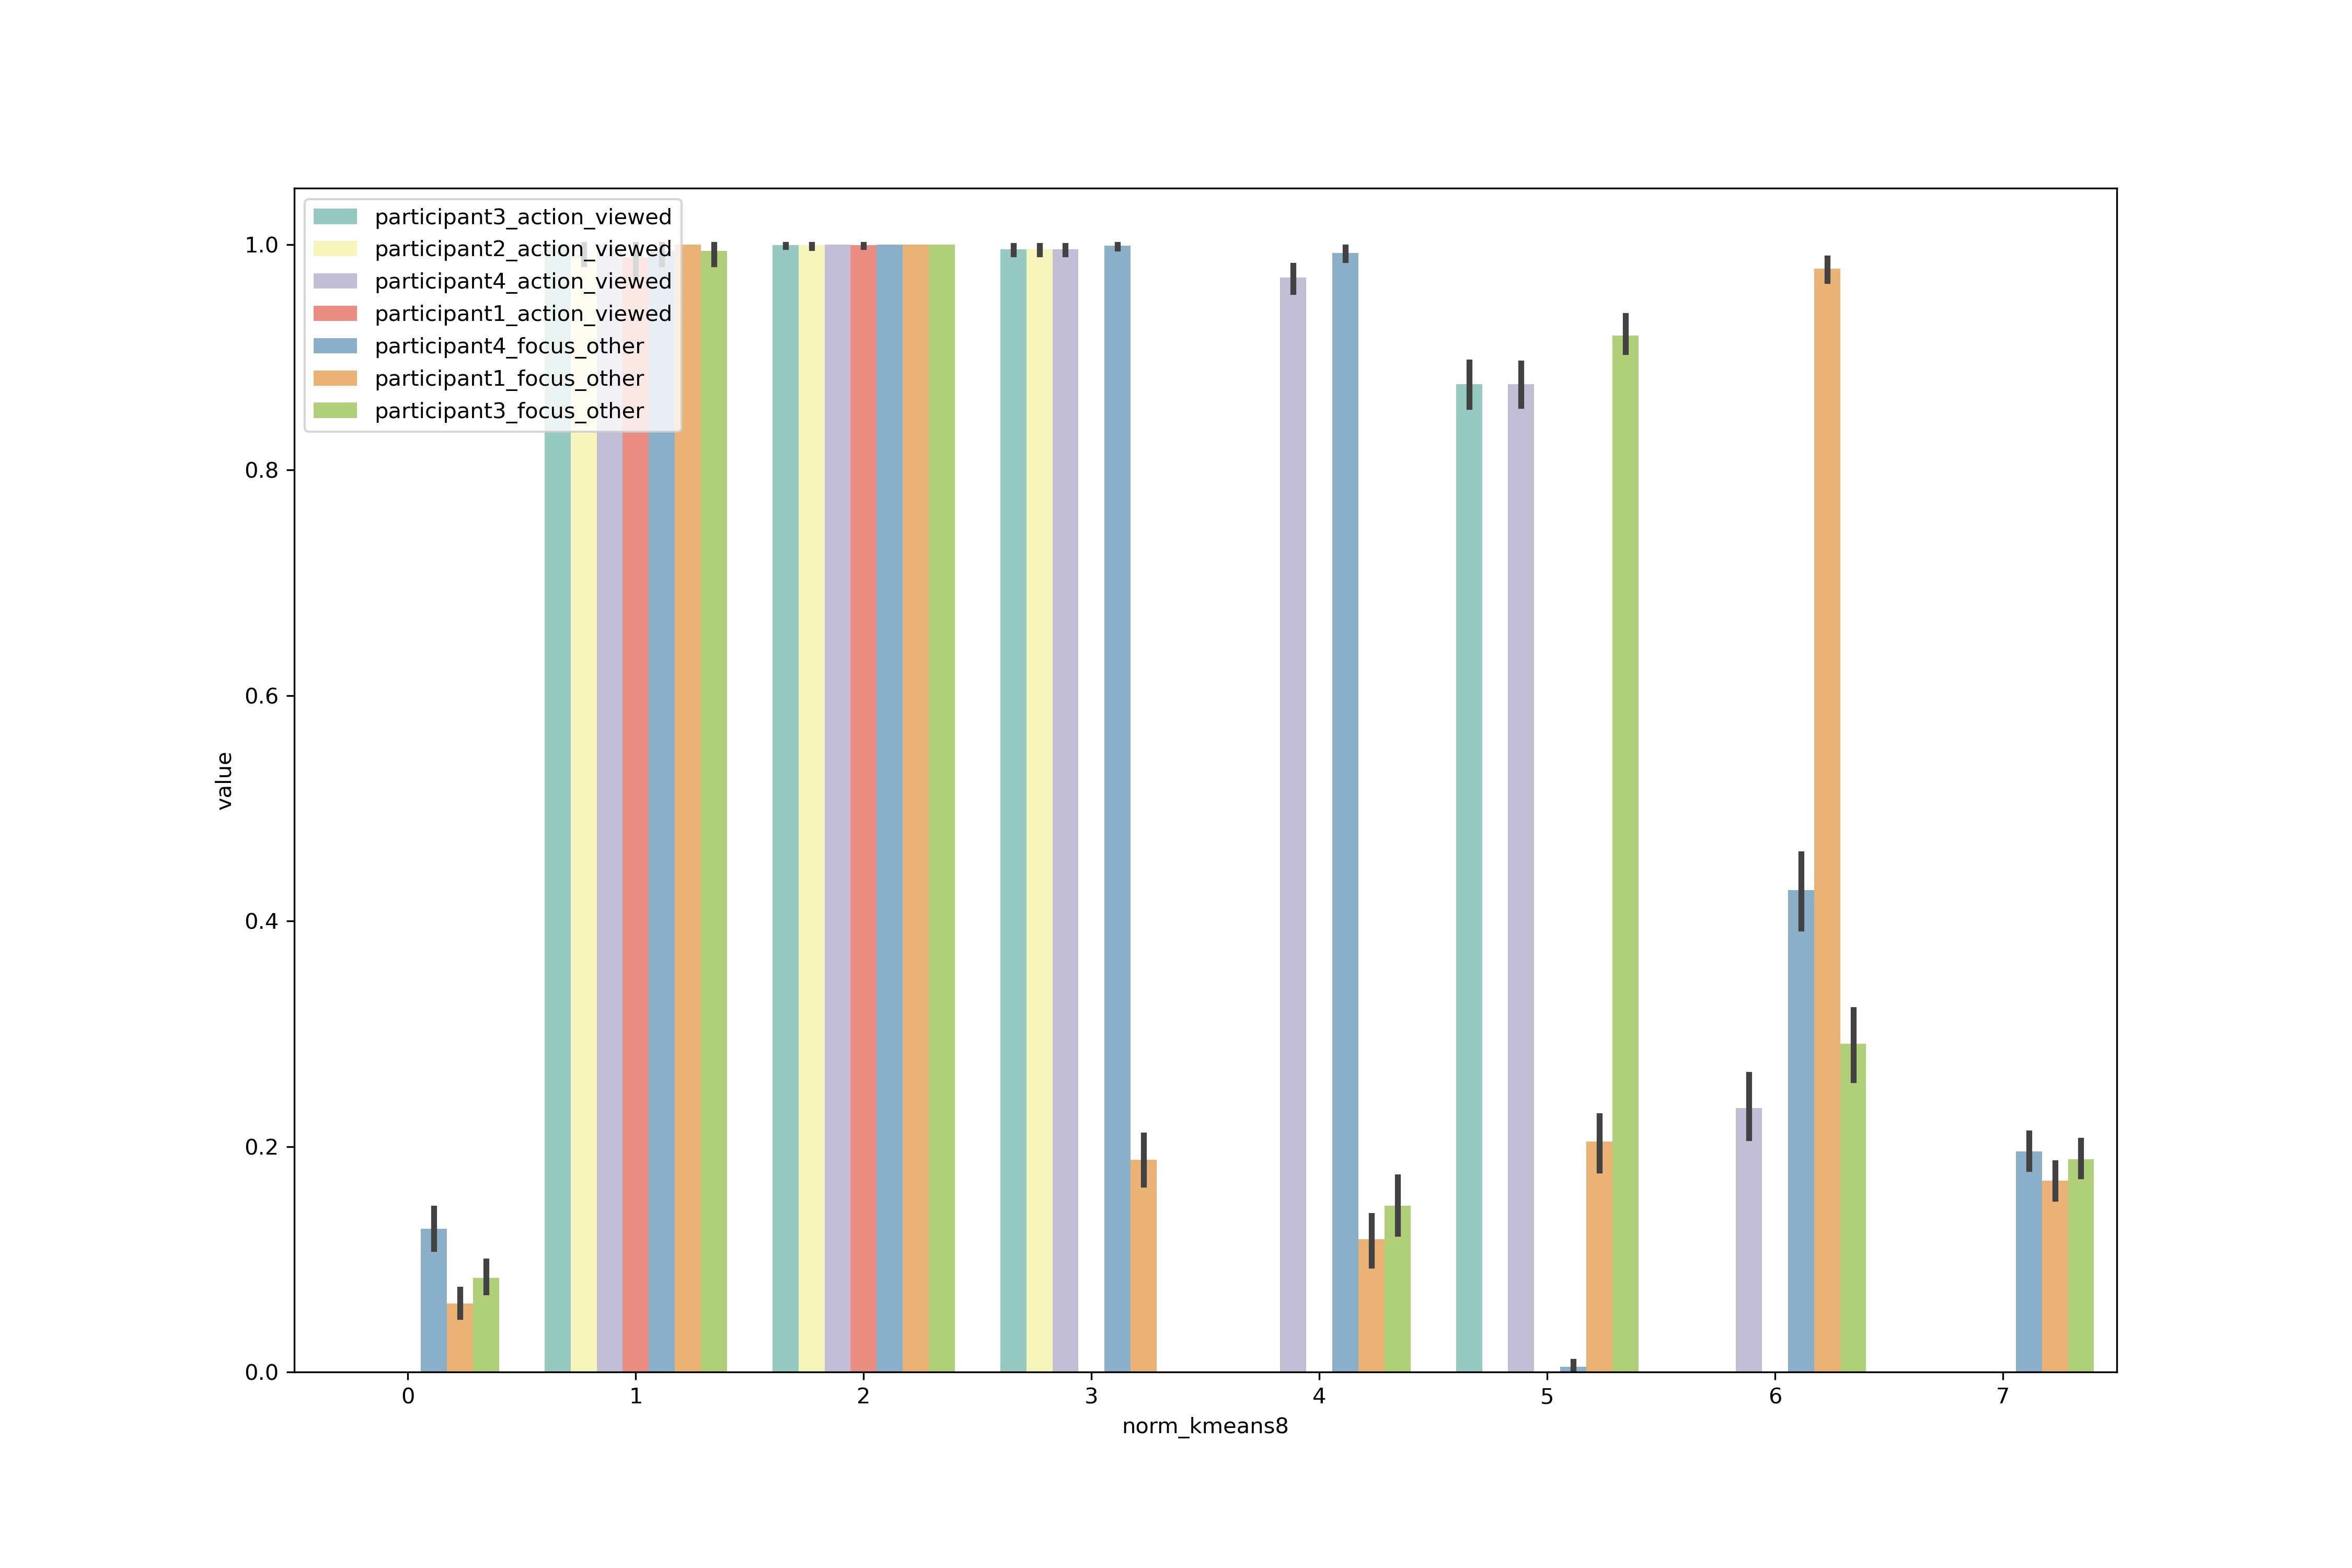 participant3_action_viewed
participant2_action_viewed
participant4_action_viewed
participant1_action_viewed
participant4_focus_other
participant1_focus_other
participant3_focus_other
1.0
0.8
0.6
0.4
0.2
0.0
value
0 1 2 3 4 5 6 7
norm_kmeans8